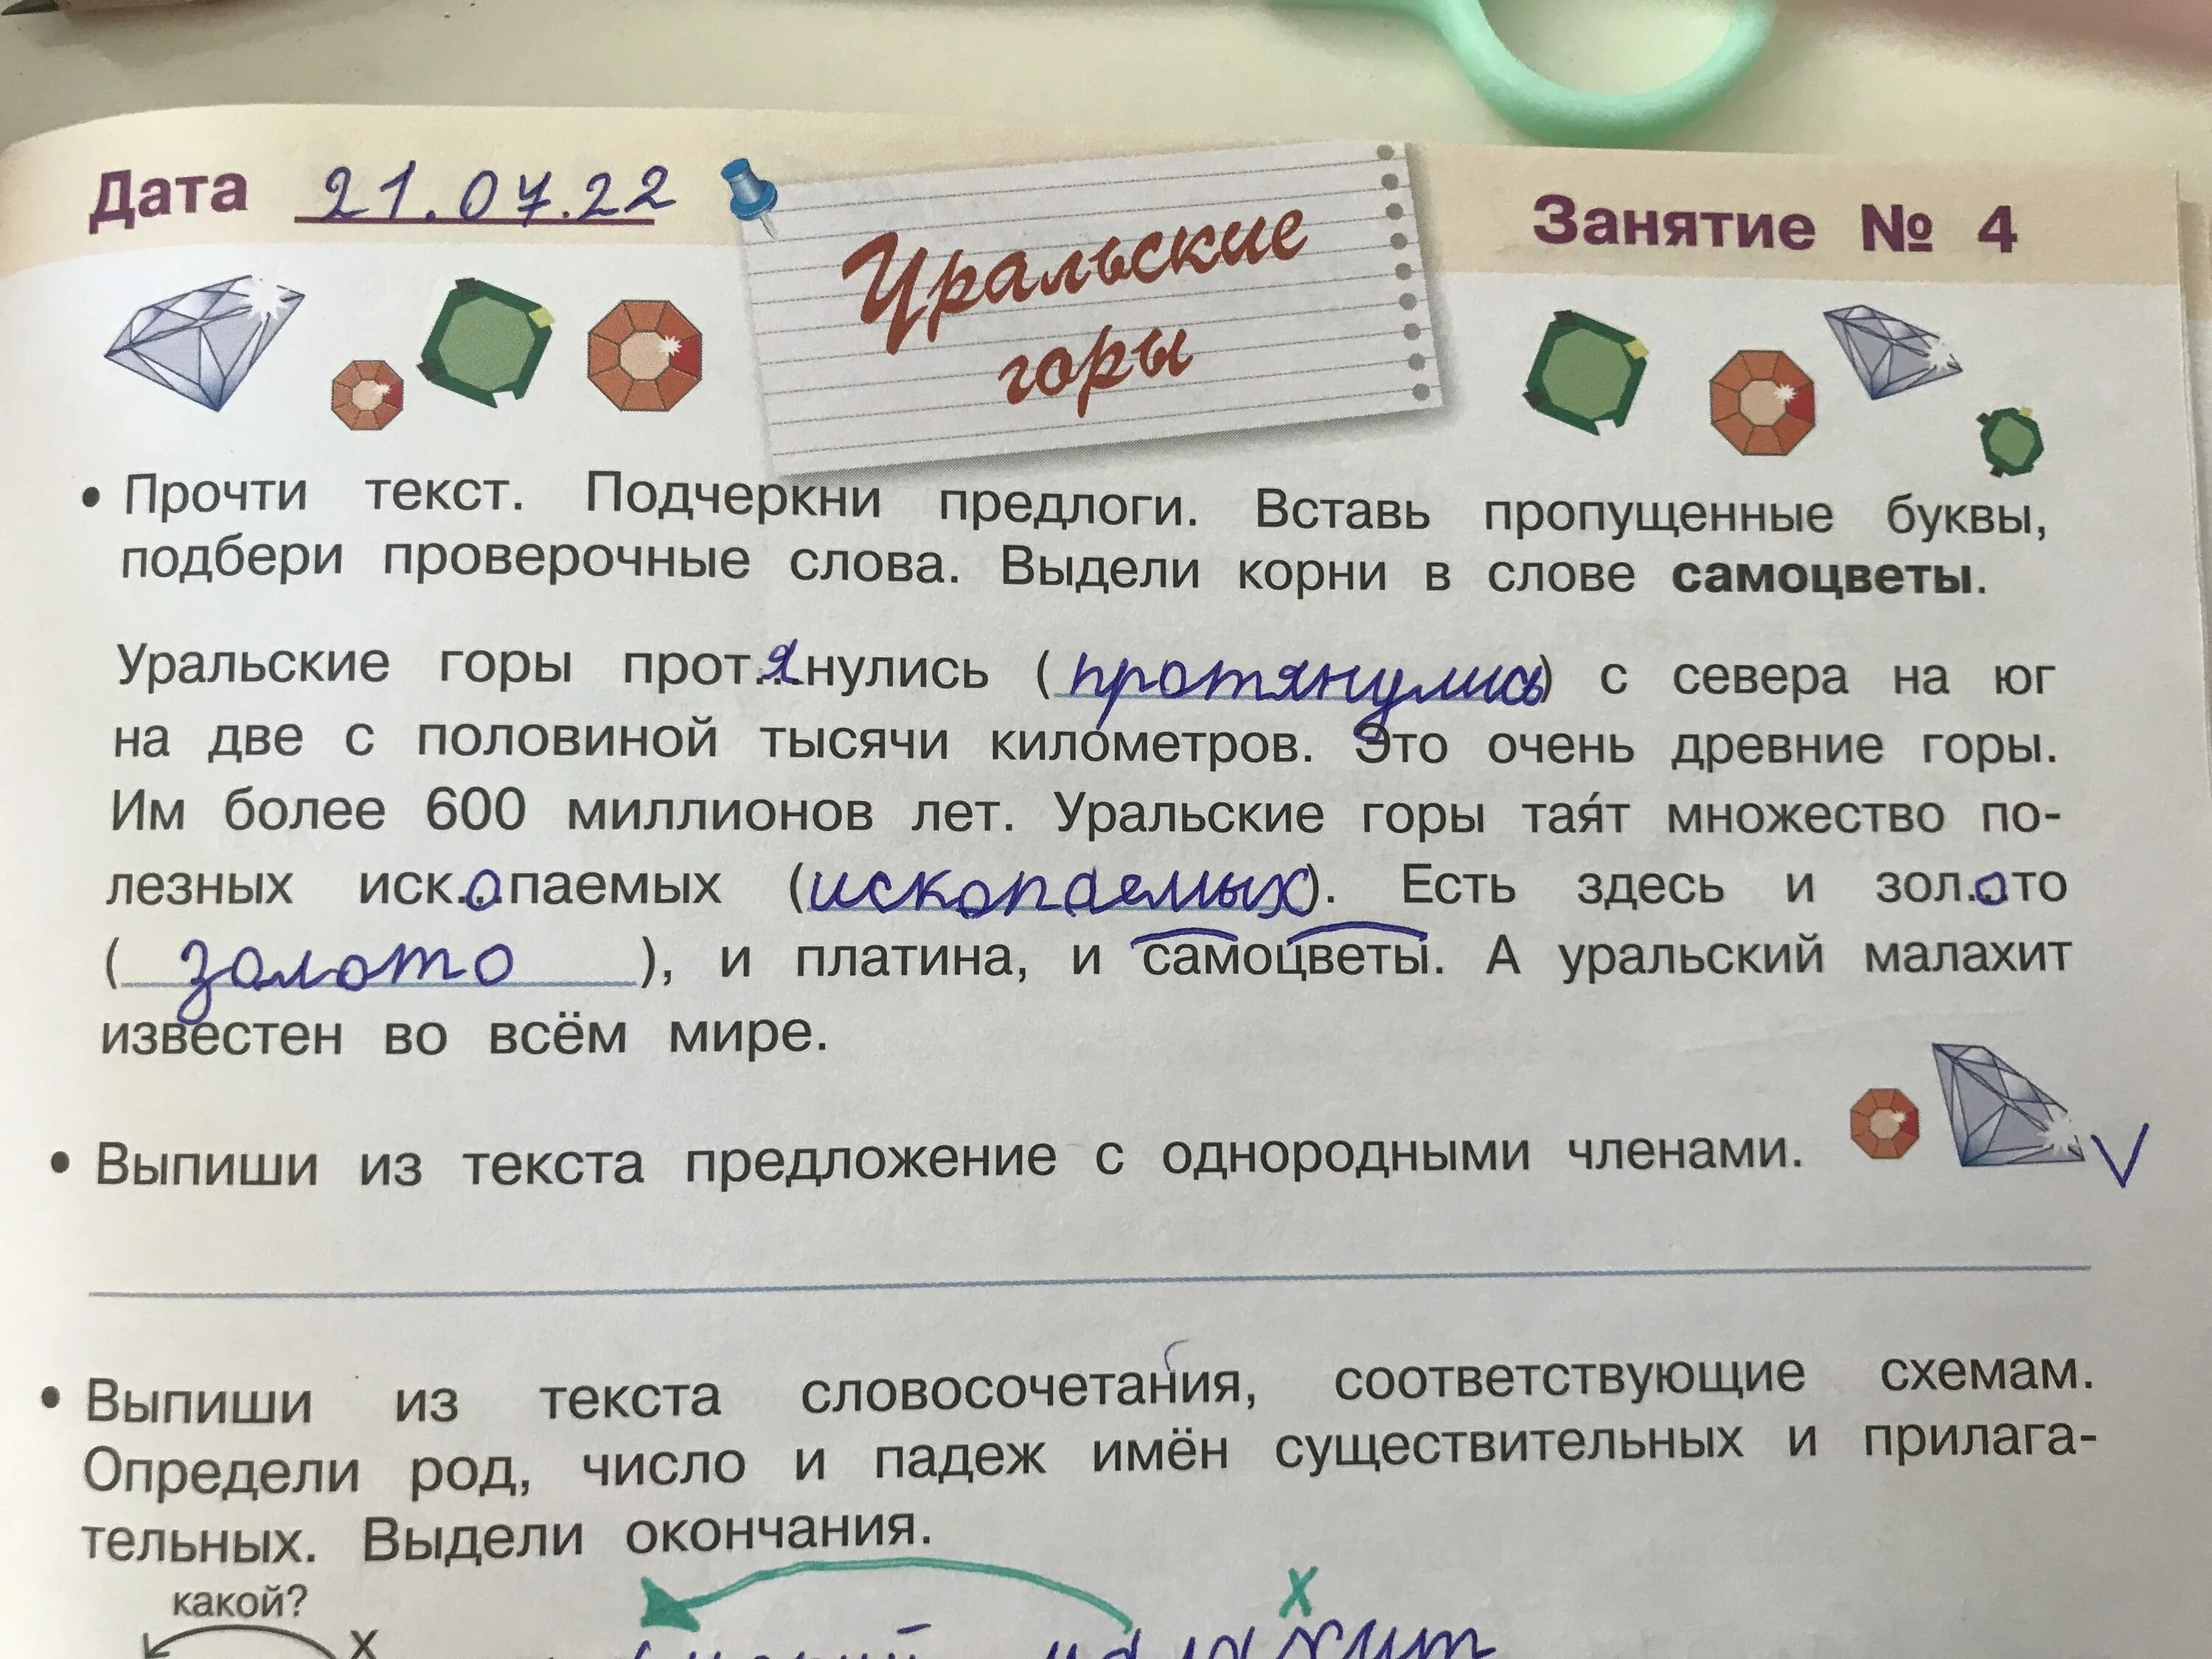 Дата 21.07.22
Уральские
горы
Занятие № 4
• Прочти текст. Подчеркни предлоги. Вставь пропущенные буквы,
подбери проверочные слова. Выдели корни в слове самоцветы.
Уральские горы прот..я..нулись (протянулись) с севера на юг
на две с половиной тысячи километров. Это очень древние горы.
Им более 600 миллионов лет. Уральские горы тая́т множество по-
лезных иск..о..паемых (ископаемых). Есть здесь и зол..о..то
(золото), и платина, и самоцветы. А уральский малахит
известен во всём мире.
• Выпиши из текста предложение с однородными членами. V
• Выпиши из текста словосочетания, соответствующие схемам.
Определи род, число и падеж имён существительных и прилага-
тельных. Выдели окончания.
какой?
х х
малахит